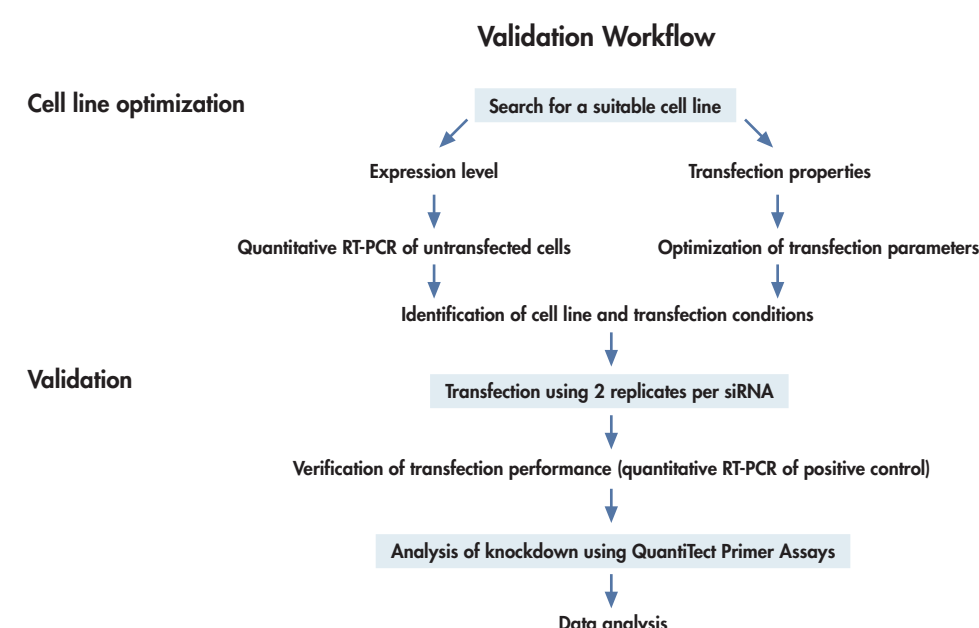 Validation Workflow
Cell line optimization
Search for a suitable cell line
Expression level
Transfection properties
Quantitative RT-PCR of untransfected cells
Optimization of transfection parameters
Identification of cell line and transfection conditions
Validation
Transfection using 2 replicates per siRNA
Verification of transfection performance (quantitative RT-PCR of positive control)
Analysis of knockdown using QuantiTect Primer Assays
Data analysis